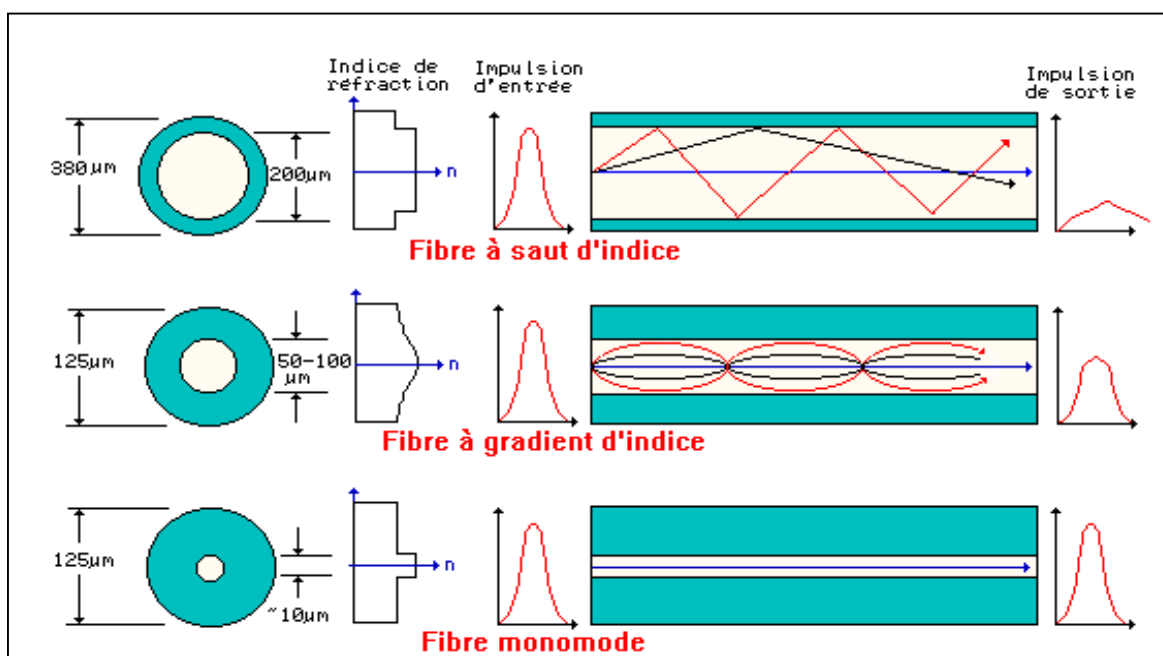 Indice de
réfraction
Impulsion
d'entrée
Impulsion
de sortie
380µm
200µm
n
Fibre à saut d'indice
125µm
50-100
µm
n
Fibre à gradient d'indice
125µm
~10µm
n
Fibre monomode